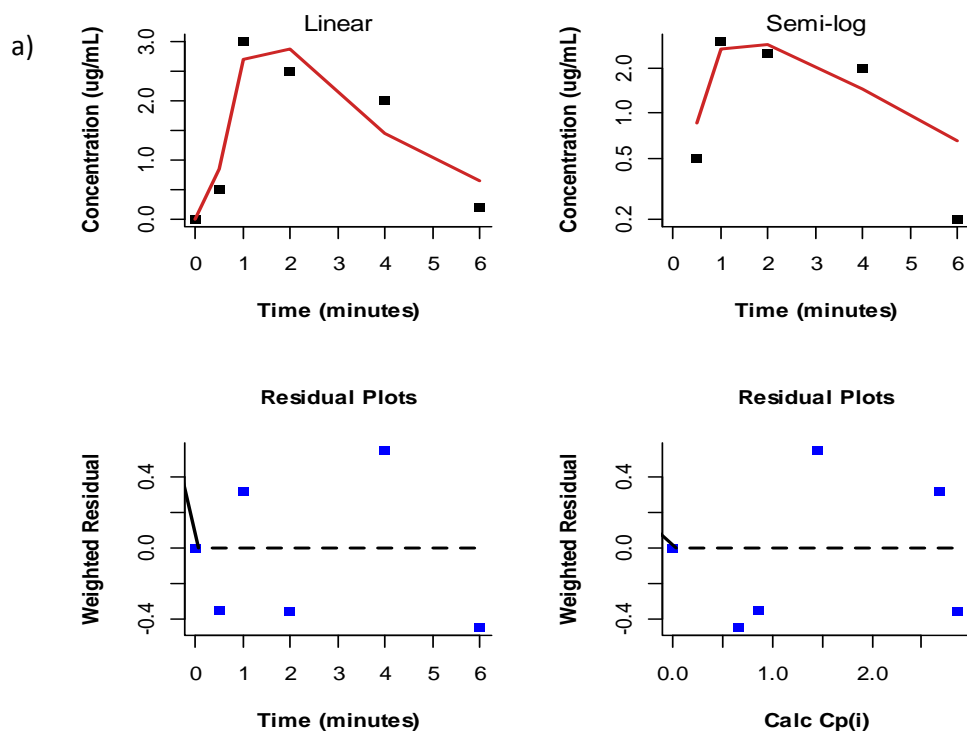 a)
Linear
Concentration (ug/mL)
3.0
2.0
1.0
0.0
0 1 2 3 4 5 6
Time (minutes)
Semi-log
Concentration (ug/mL)
2.0
1.0
0.5
0.2
0 1 2 3 4 5 6
Time (minutes)
Residual Plots
Weighted Residual
0.4
0.0
-0.4
0 1 2 3 4 5 6
Time (minutes)
Residual Plots
Weighted Residual
0.4
0.0
-0.4
0.0 1.0 2.0
Calc Cp(i)